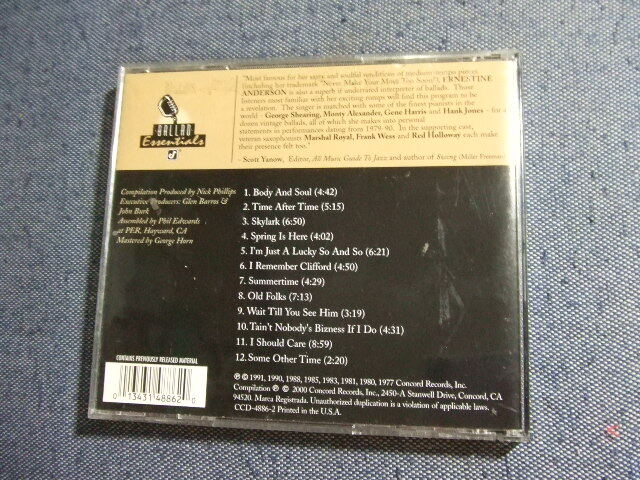 "Most famous for her sassy and soulful renditions of medium-tempo pieces
(including her trademark "Never Make Your Move Too Soon"), ERNESTINE
ANDERSON is also a superb if underrated interpreter of ballads. Those
listeners most familiar with her exciting romps will find this program to be
a revelation. The singer is matched with some of the finest pianists in the
world - George Shearing, Monty Alexander, Gene Harris and Hank Jones - for a
dozen vintage ballads, all of which she makes into personal
statements in performances dating from 1979-90. In the supporting cast,
veteran saxophonists Marshal Royal, Frank Wess and Red Holloway each make
their presence felt too."
- Scott Yanow, Editor, All Music Guide To Jazz and author of Swing (Miller Freeman)
BALLAD
Essentials
Compilation Produced by Nick Phillips
Executive Producers: Glen Barros &
John Burk
Assembled by Phil Edwards
at PER, Hayward, CA
Mastered by George Horn
1. Body And Soul (4:42)
2. Time After Time (5:15)
3. Skylark (6:50)
4. Spring Is Here (4:02)
5. I'm Just A Lucky So And So (6:21)
6. I Remember Clifford (4:50)
7. Summertime (4:29)
8. Old Folks (7:13)
9. Wait Till You See Him (3:19)
10. Tain't Nobody's Bizness If I Do (4:31)
11. I Should Care (8:59)
12. Some Other Time (2:20)
CONTAINS PREVIOUSLY RELEASED MATERIAL
0 13431 48862 0
℗ © 1991, 1990, 1988, 1985, 1983, 1981, 1980, 1977 Concord Records, Inc.
Compilation ℗ © 2000 Concord Records, Inc., 2450-A Stanwell Drive, Concord, CA
94520. Marca Registrada. Unauthorized duplication is a violation of applicable laws.
CCD-4886-2 Printed in the U.S.A.